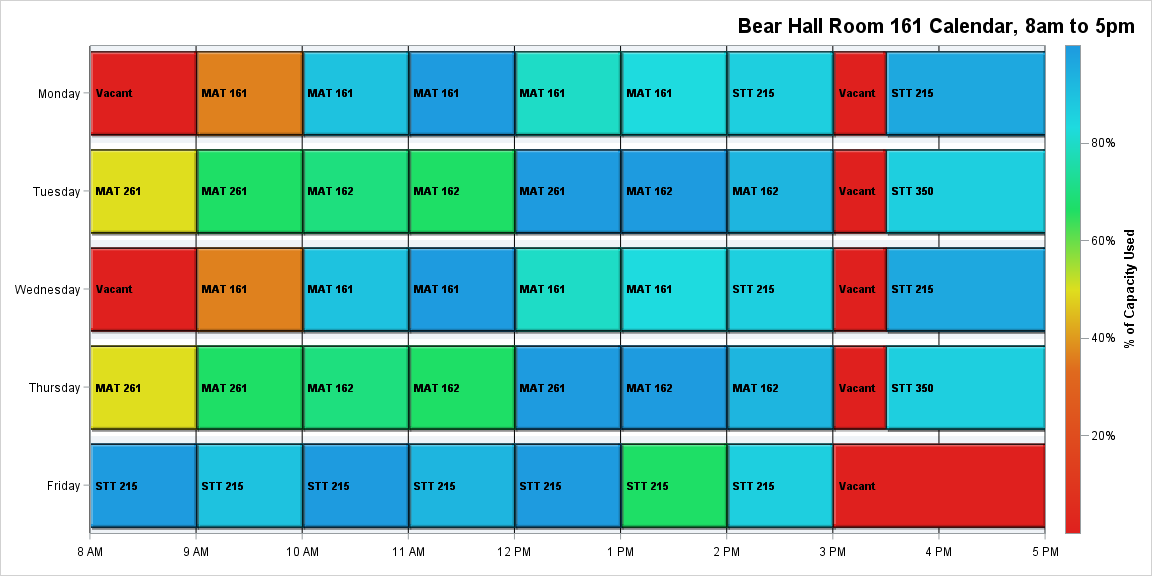 Bear Hall Room 161 Calendar, 8am to 5pm
Monday
Vacant MAT 161 MAT 161 MAT 161 MAT 161 MAT 161 STT 215 Vacant STT 215
Tuesday
MAT 261 MAT 261 MAT 162 MAT 162 MAT 261 MAT 162 MAT 162 Vacant STT 350
Wednesday
Vacant MAT 161 MAT 161 MAT 161 MAT 161 MAT 161 STT 215 Vacant STT 215
Thursday
MAT 261 MAT 261 MAT 162 MAT 162 MAT 261 MAT 162 MAT 162 Vacant STT 350
Friday
STT 215 STT 215 STT 215 STT 215 STT 215 STT 215 STT 215 Vacant
8 AM 9 AM 10 AM 11 AM 12 PM 1 PM 2 PM 3 PM 4 PM 5 PM
80%
60%
40%
20%
% of Capacity Used